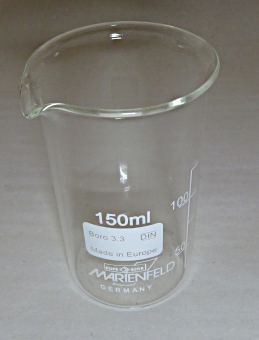 150ml
Boro 3.3 DIN
Made in Europe
MARIENFELD
GERMANY
100
50